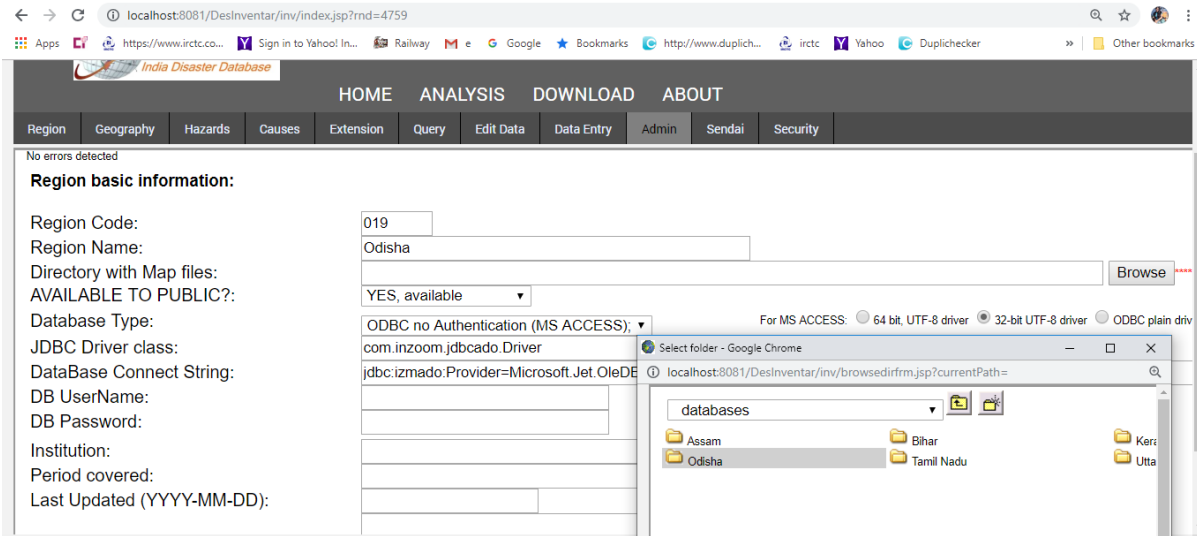 localhost:8081/DesInventar/inv/index.jsp?rnd=4759
Apps https://www.irctc.co... Sign in to Yahoo! In... Railway e Google Bookmarks http://www.duplich... irctc Yahoo Duplichecker » Other bookmarks
India Disaster Database
HOME ANALYSIS DOWNLOAD ABOUT
Region Geography Hazards Causes Extension Query Edit Data Data Entry Admin Sendai Security
No errors detected
Region basic information:
Region Code: 019
Region Name: Odisha
Directory with Map files: Browse ****
AVAILABLE TO PUBLIC?: YES, available
Database Type: ODBC no Authentication (MS ACCESS); For MS ACCESS: 64 bit, UTF-8 driver 32-bit UTF-8 driver ODBC plain driv
JDBC Driver class: com.inzoom.jdbcado.Driver
Select folder - Google Chrome
DataBase Connect String: jdbc:izmado:Provider=Microsoft.Jet.OleDB
localhost:8081/DesInventar/inv/browsedirfrm.jsp?currentPath=
DB UserName:
DB Password:
databases
Institution:
Assam Bihar Kera
Period covered:
Odisha Tamil Nadu Utta
Last Updated (YYYY-MM-DD):